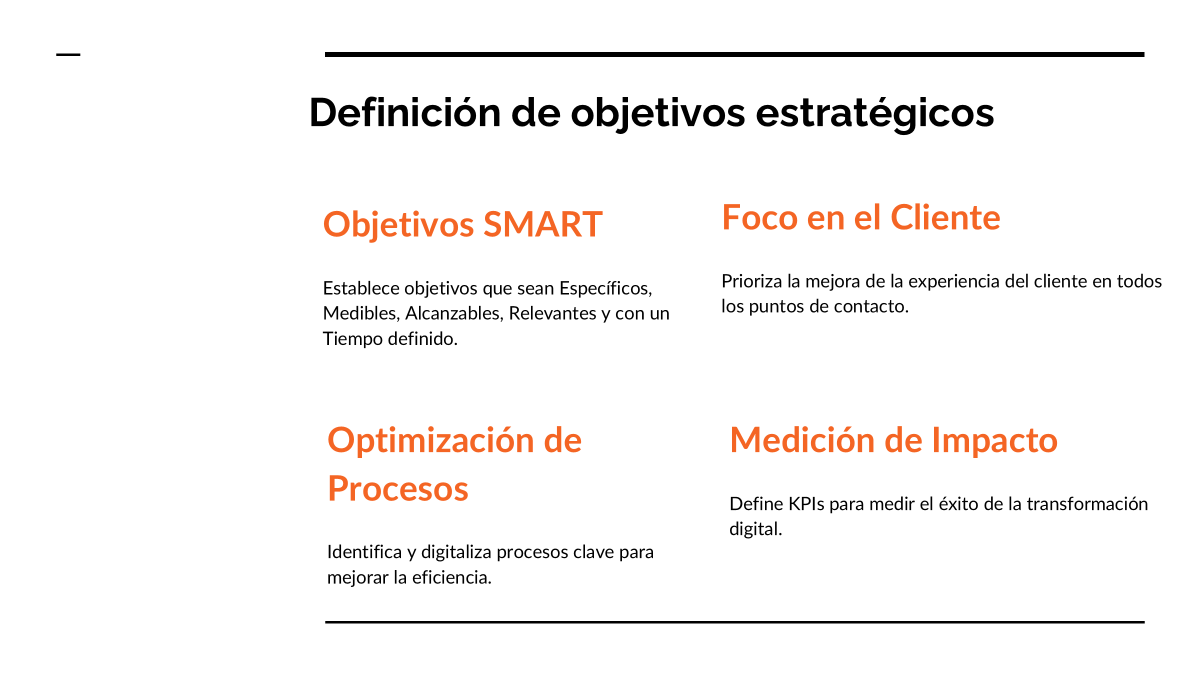 Definición de objetivos estratégicos
Objetivos SMART
Establece objetivos que sean Específicos,
Medibles, Alcanzables, Relevantes y con un
Tiempo definido.
Foco en el Cliente
Prioriza la mejora de la experiencia del cliente en todos
los puntos de contacto.
Optimización de
Procesos
Identifica y digitaliza procesos clave para
mejorar la eficiencia.
Medición de Impacto
Define KPIs para medir el éxito de la transformación
digital.